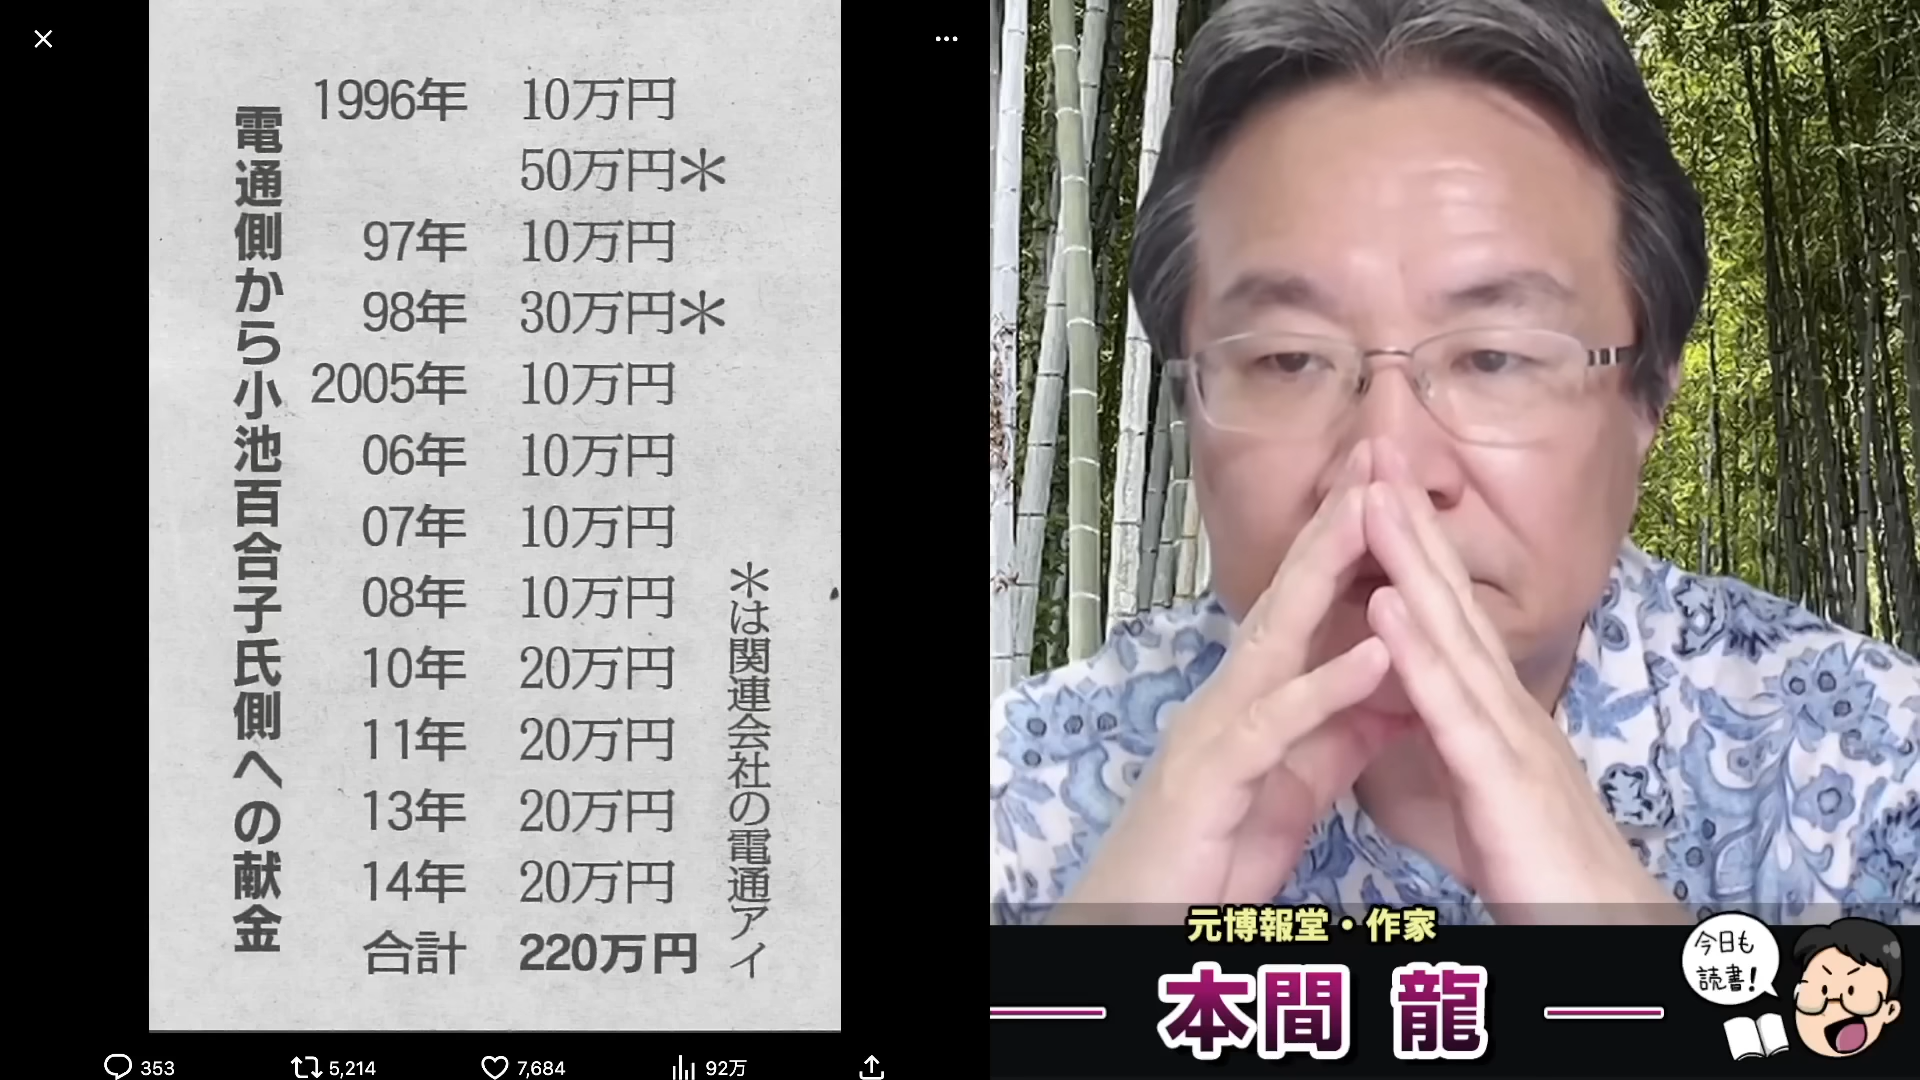 電通側から小池百合子氏側への献金
1996年 10万円
50万円＊
97年 10万円
98年 30万円＊
2005年 10万円
06年 10万円
07年 10万円
08年 10万円
10年 20万円
11年 20万円
13年 20万円
14年 20万円
合計 220万円
＊は関連会社の電通アイ
353
5,214
7,684
92万
元博報堂・作家
本間 龍
今日も
読書!